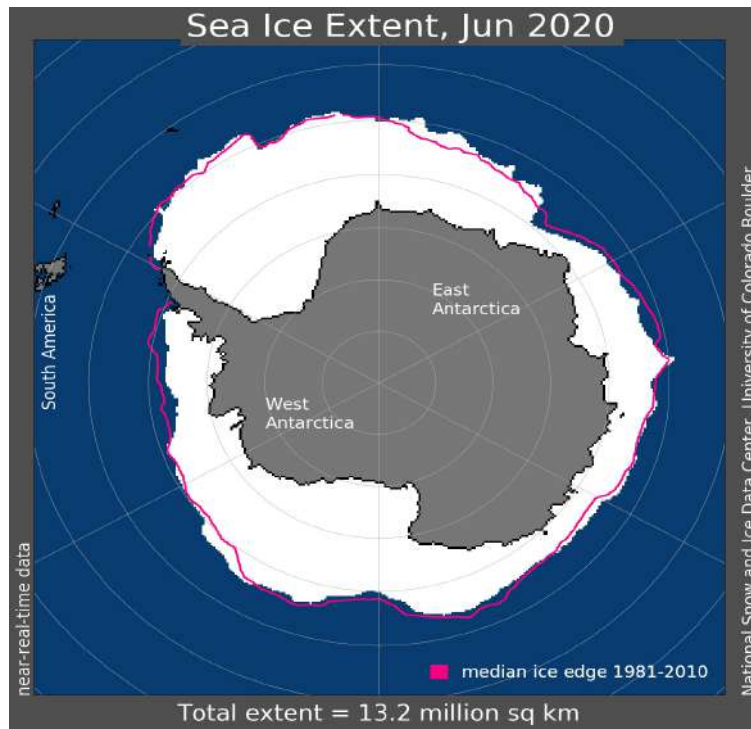 Sea Ice Extent, Jun 2020
East
Antarctica
West
Antarctica
South America
near-real-time data
National Snow and Ice Data Center, University of Colorado Boulder
median ice edge 1981-2010
Total extent = 13.2 million sq km